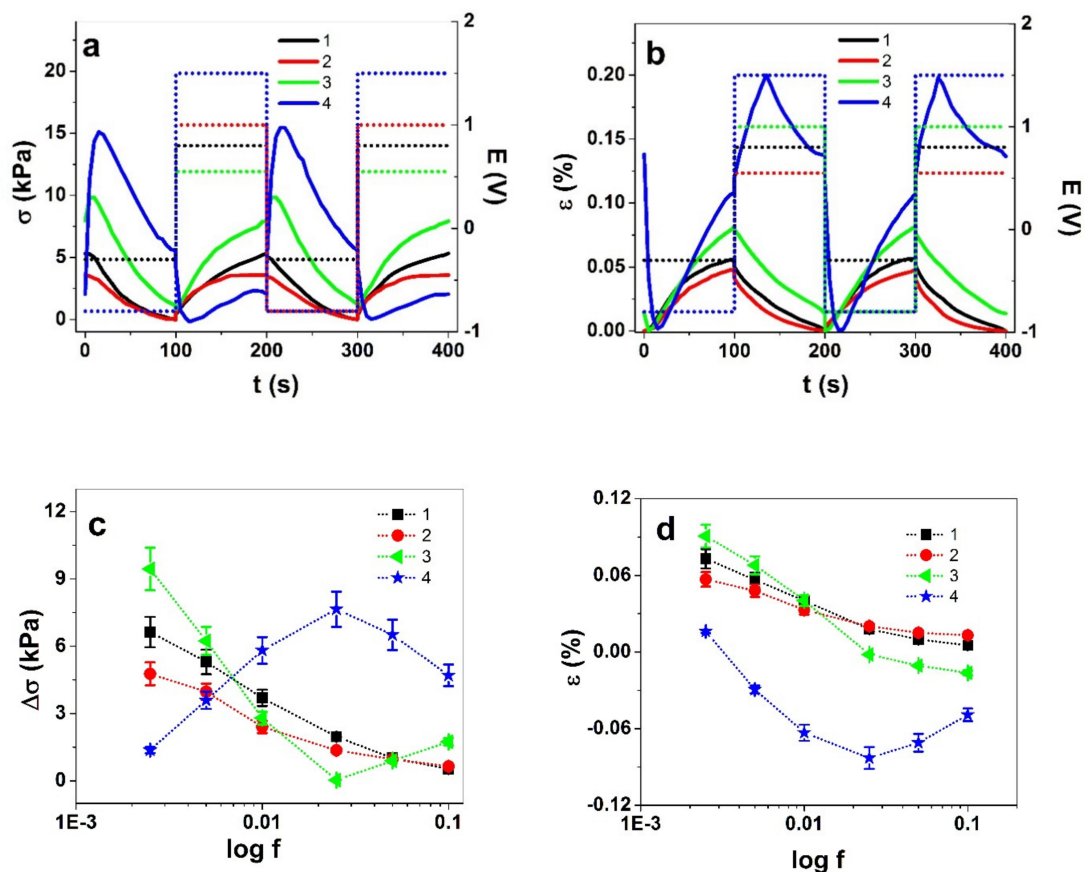 a
1
2
3
4
20
15
10
5
0
σ (kPa)
2
1
0
-1
E (V)
0 100 200 300 400
t (s)
b
1
2
3
4
0.20
0.15
0.10
0.05
0.00
ε (%)
2
1
0
-1
E (V)
0 100 200 300 400
t (s)
c
1
2
3
4
12
9
6
3
0
Δσ (kPa)
1E-3 0.01 0.1
log f
d
1
2
3
4
0.12
0.06
0.00
-0.06
-0.12
ε (%)
1E-3 0.01 0.1
log f